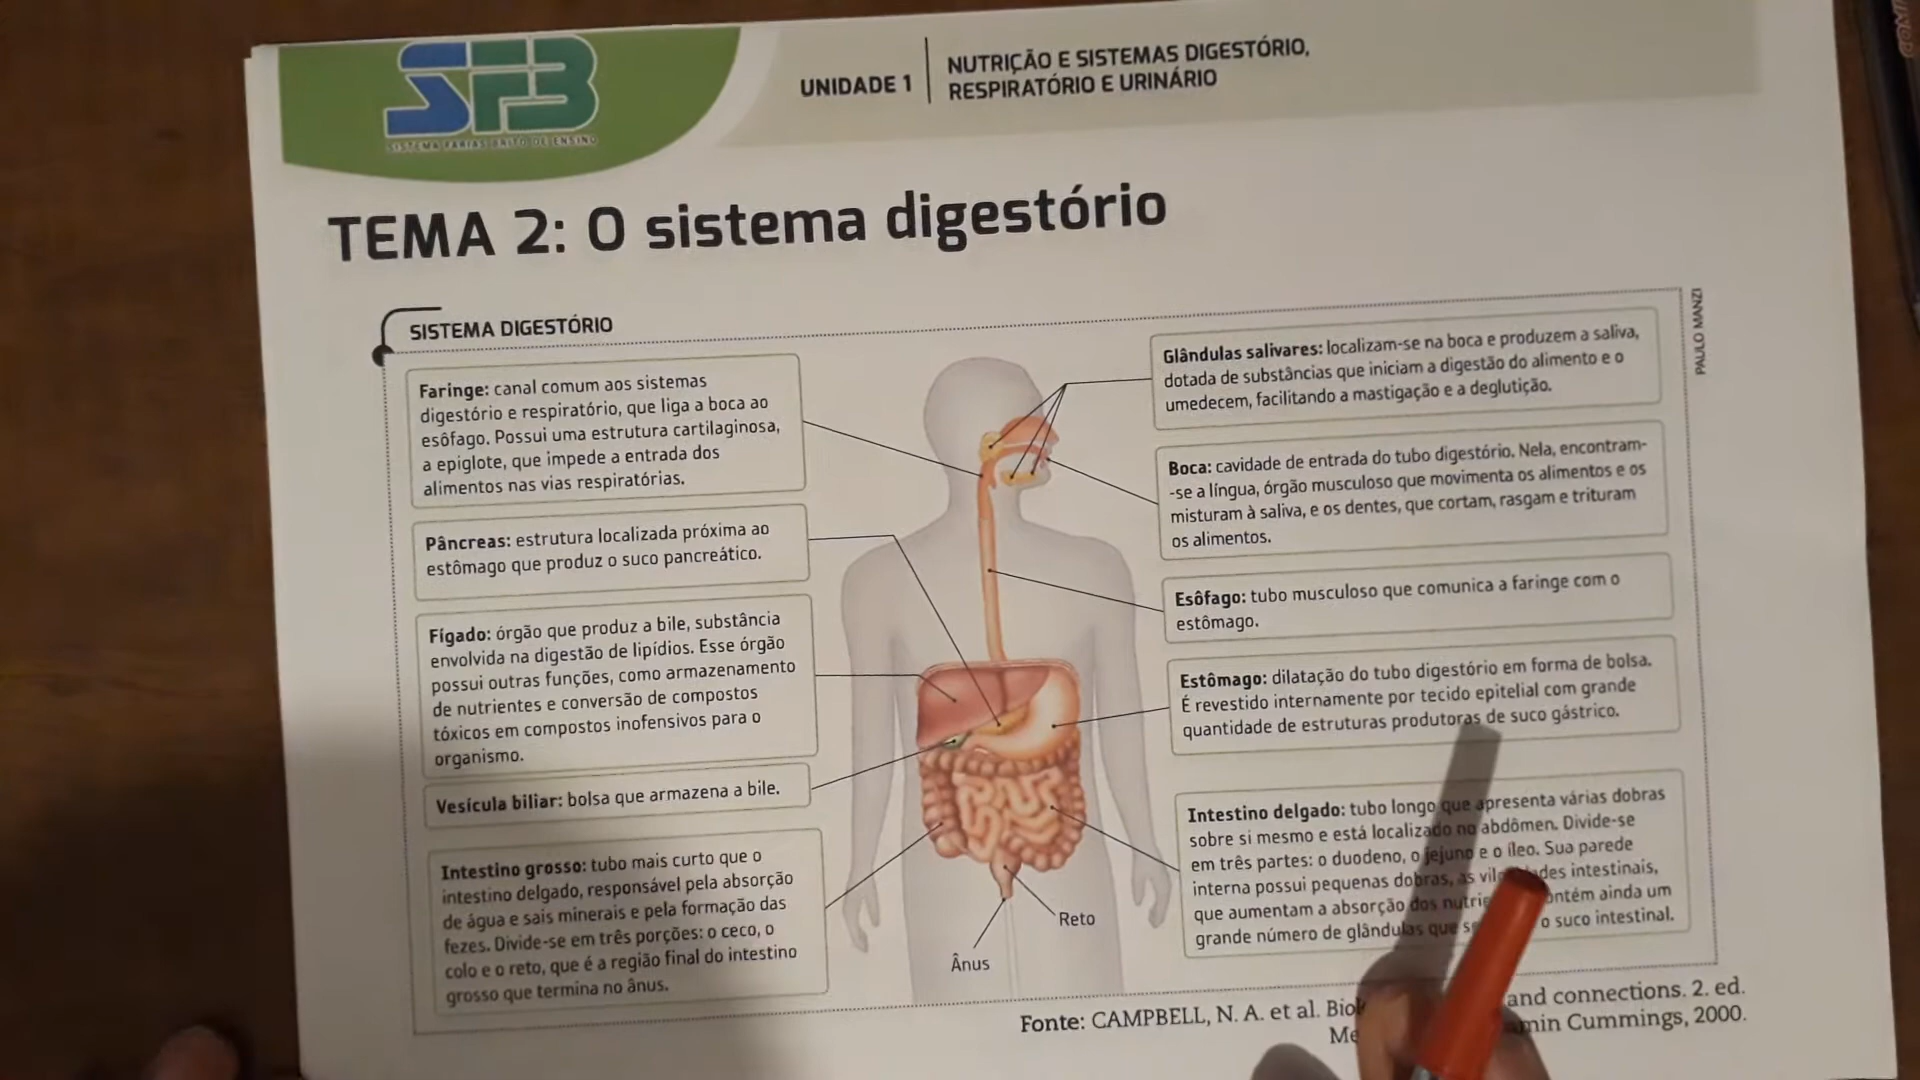 SFB
SISTEMA FARIAS BRITO DE ENSINO
UNIDADE 1
NUTRIÇÃO E SISTEMAS DIGESTÓRIO,
RESPIRATÓRIO E URINÁRIO
TEMA 2: O sistema digestório
SISTEMA DIGESTÓRIO
PAULO MANZI
Faringe: canal comum aos sistemas
digestório e respiratório, que liga a boca ao
esôfago. Possui uma estrutura cartilaginosa,
a epiglote, que impede a entrada dos
alimentos nas vias respiratórias.
Pâncreas: estrutura localizada próxima ao
estômago que produz o suco pancreático.
Fígado: órgão que produz a bile, substância
envolvida na digestão de lipídios. Esse órgão
possui outras funções, como armazenamento
de nutrientes e conversão de compostos
tóxicos em compostos inofensivos para o
organismo.
Vesícula biliar: bolsa que armazena a bile.
Intestino grosso: tubo mais curto que o
intestino delgado, responsável pela absorção
de água e sais minerais e pela formação das
fezes. Divide-se em três porções: o ceco, o
colo e o reto, que é a região final do intestino
grosso que termina no ânus.
Glândulas salivares: localizam-se na boca e produzem a saliva,
dotada de substâncias que iniciam a digestão do alimento e o
umedecem, facilitando a mastigação e a deglutição.
Boca: cavidade de entrada do tubo digestório. Nela, encontram-
-se a língua, órgão musculoso que movimenta os alimentos e os
misturam à saliva, e os dentes, que cortam, rasgam e trituram
os alimentos.
Esôfago: tubo musculoso que comunica a faringe com o
estômago.
Estômago: dilatação do tubo digestório em forma de bolsa.
É revestido internamente por tecido epitelial com grande
quantidade de estruturas produtoras de suco gástrico.
Intestino delgado: tubo longo que apresenta várias dobras
sobre si mesmo e está localizado no abdômen. Divide-se
em três partes: o duodeno, o jejuno e o íleo. Sua parede
interna possui pequenas dobras, as intestinais,
que aumentam a absorção dos ainda um
grande número de glândulas que o suco intestinal.
Reto
Ânus
Fonte: CAMPBELL, N. A. et al. and connections. 2. ed.
Cummings, 2000.